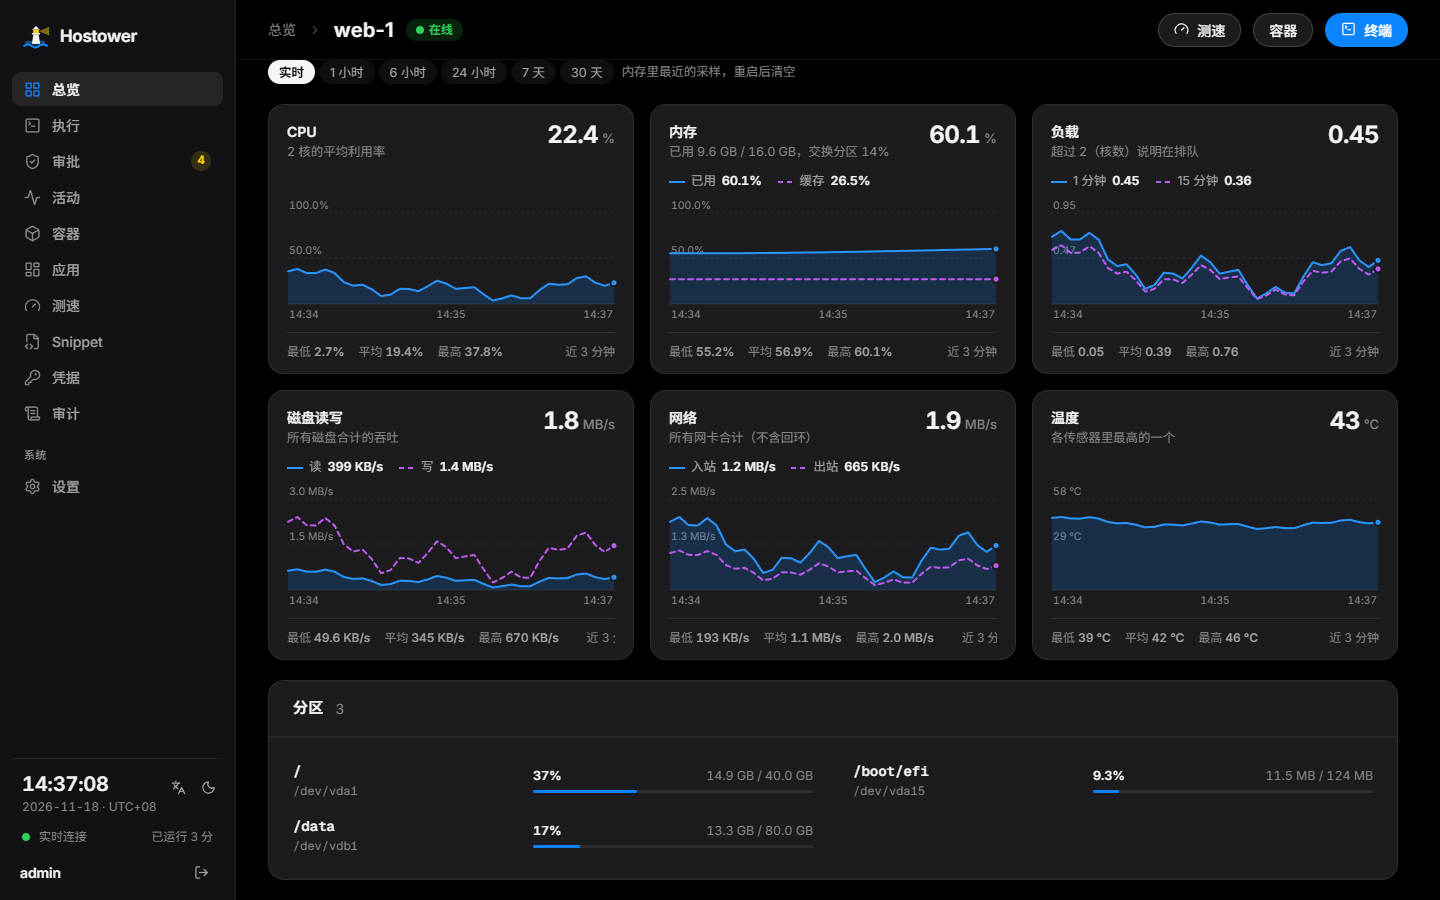 Hostower
总览
执行
审批
4
活动
容器
应用
测速
Snippet
凭据
审计
系统
设置
14:37:08
2026-11-18 · UTC+08
实时连接
已运行 3 分
admin
总览
web-1
在线
测速
容器
终端
实时
1 小时
6 小时
24 小时
7 天
30 天
内存里最近的采样，重启后清空
CPU
22.4 %
2 核的平均利用率
100.0%
50.0%
14:34
14:35
14:37
最低 2.7%
平均 19.4%
最高 37.8%
近 3 分钟
内存
60.1 %
已用 9.6 GB / 16.0 GB，交换分区 14%
已用 60.1%
缓存 26.5%
100.0%
50.0%
14:34
14:35
14:37
最低 55.2%
平均 56.9%
最高 60.1%
近 3 分钟
负载
0.45
超过 2（核数）说明在排队
1 分钟 0.45
15 分钟 0.36
0.95
0.47
14:34
14:35
14:37
最低 0.05
平均 0.39
最高 0.76
近 3 分钟
磁盘读写
1.8 MB/s
所有磁盘合计的吞吐
读 399 KB/s
写 1.4 MB/s
3.0 MB/s
1.5 MB/s
14:34
14:35
14:37
最低 49.6 KB/s
平均 345 KB/s
最高 670 KB/s
近 3
网络
1.9 MB/s
所有网卡合计（不含回环）
入站 1.2 MB/s
出站 665 KB/s
2.5 MB/s
1.3 MB/s
14:34
14:35
14:37
最低 193 KB/s
平均 1.1 MB/s
最高 2.0 MB/s
近 3 分
温度
43 °C
各传感器里最高的一个
58 °C
29 °C
14:34
14:35
14:37
最低 39 °C
平均 42 °C
最高 46 °C
近 3 分钟
分区 3
/
/dev/vda1
37%
14.9 GB / 40.0 GB
/boot/efi
/dev/vda15
9.3%
11.5 MB / 124 MB
/data
/dev/vdb1
17%
13.3 GB / 80.0 GB